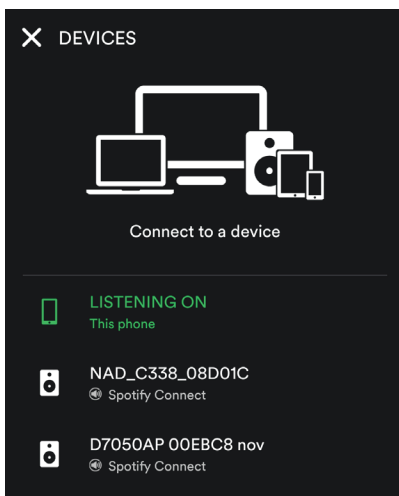 DEVICES
Connect to a device
LISTENING ON
This phone
NAD_C338_08D01C
Spotify Connect
D7050AP 00EBC8 nov
Spotify Connect